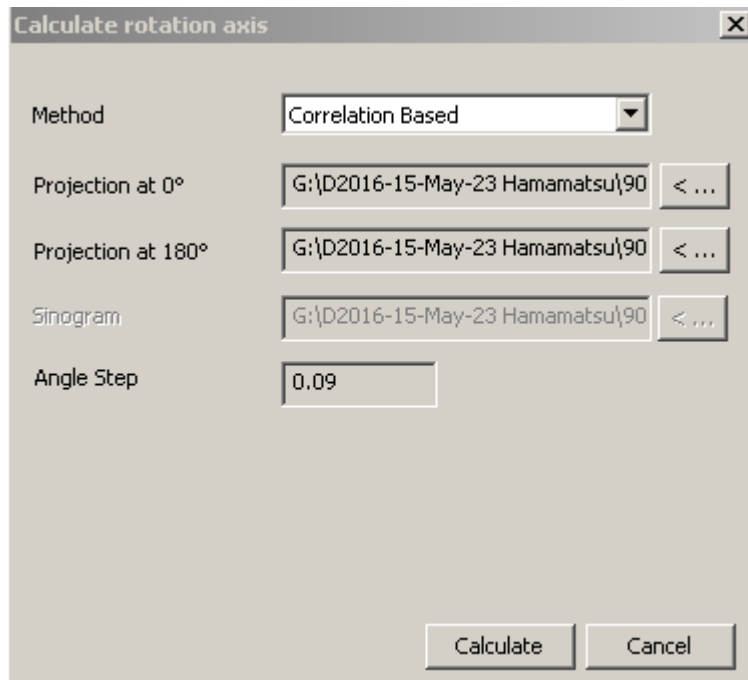 Calculate rotation axis
Method Correlation Based
Projection at 0° G:\D2016-15-May-23 Hamamatsu\90 < ...
Projection at 180° G:\D2016-15-May-23 Hamamatsu\90 < ...
Sinogram G:\D2016-15-May-23 Hamamatsu\90 < ...
Angle Step 0.09
Calculate Cancel